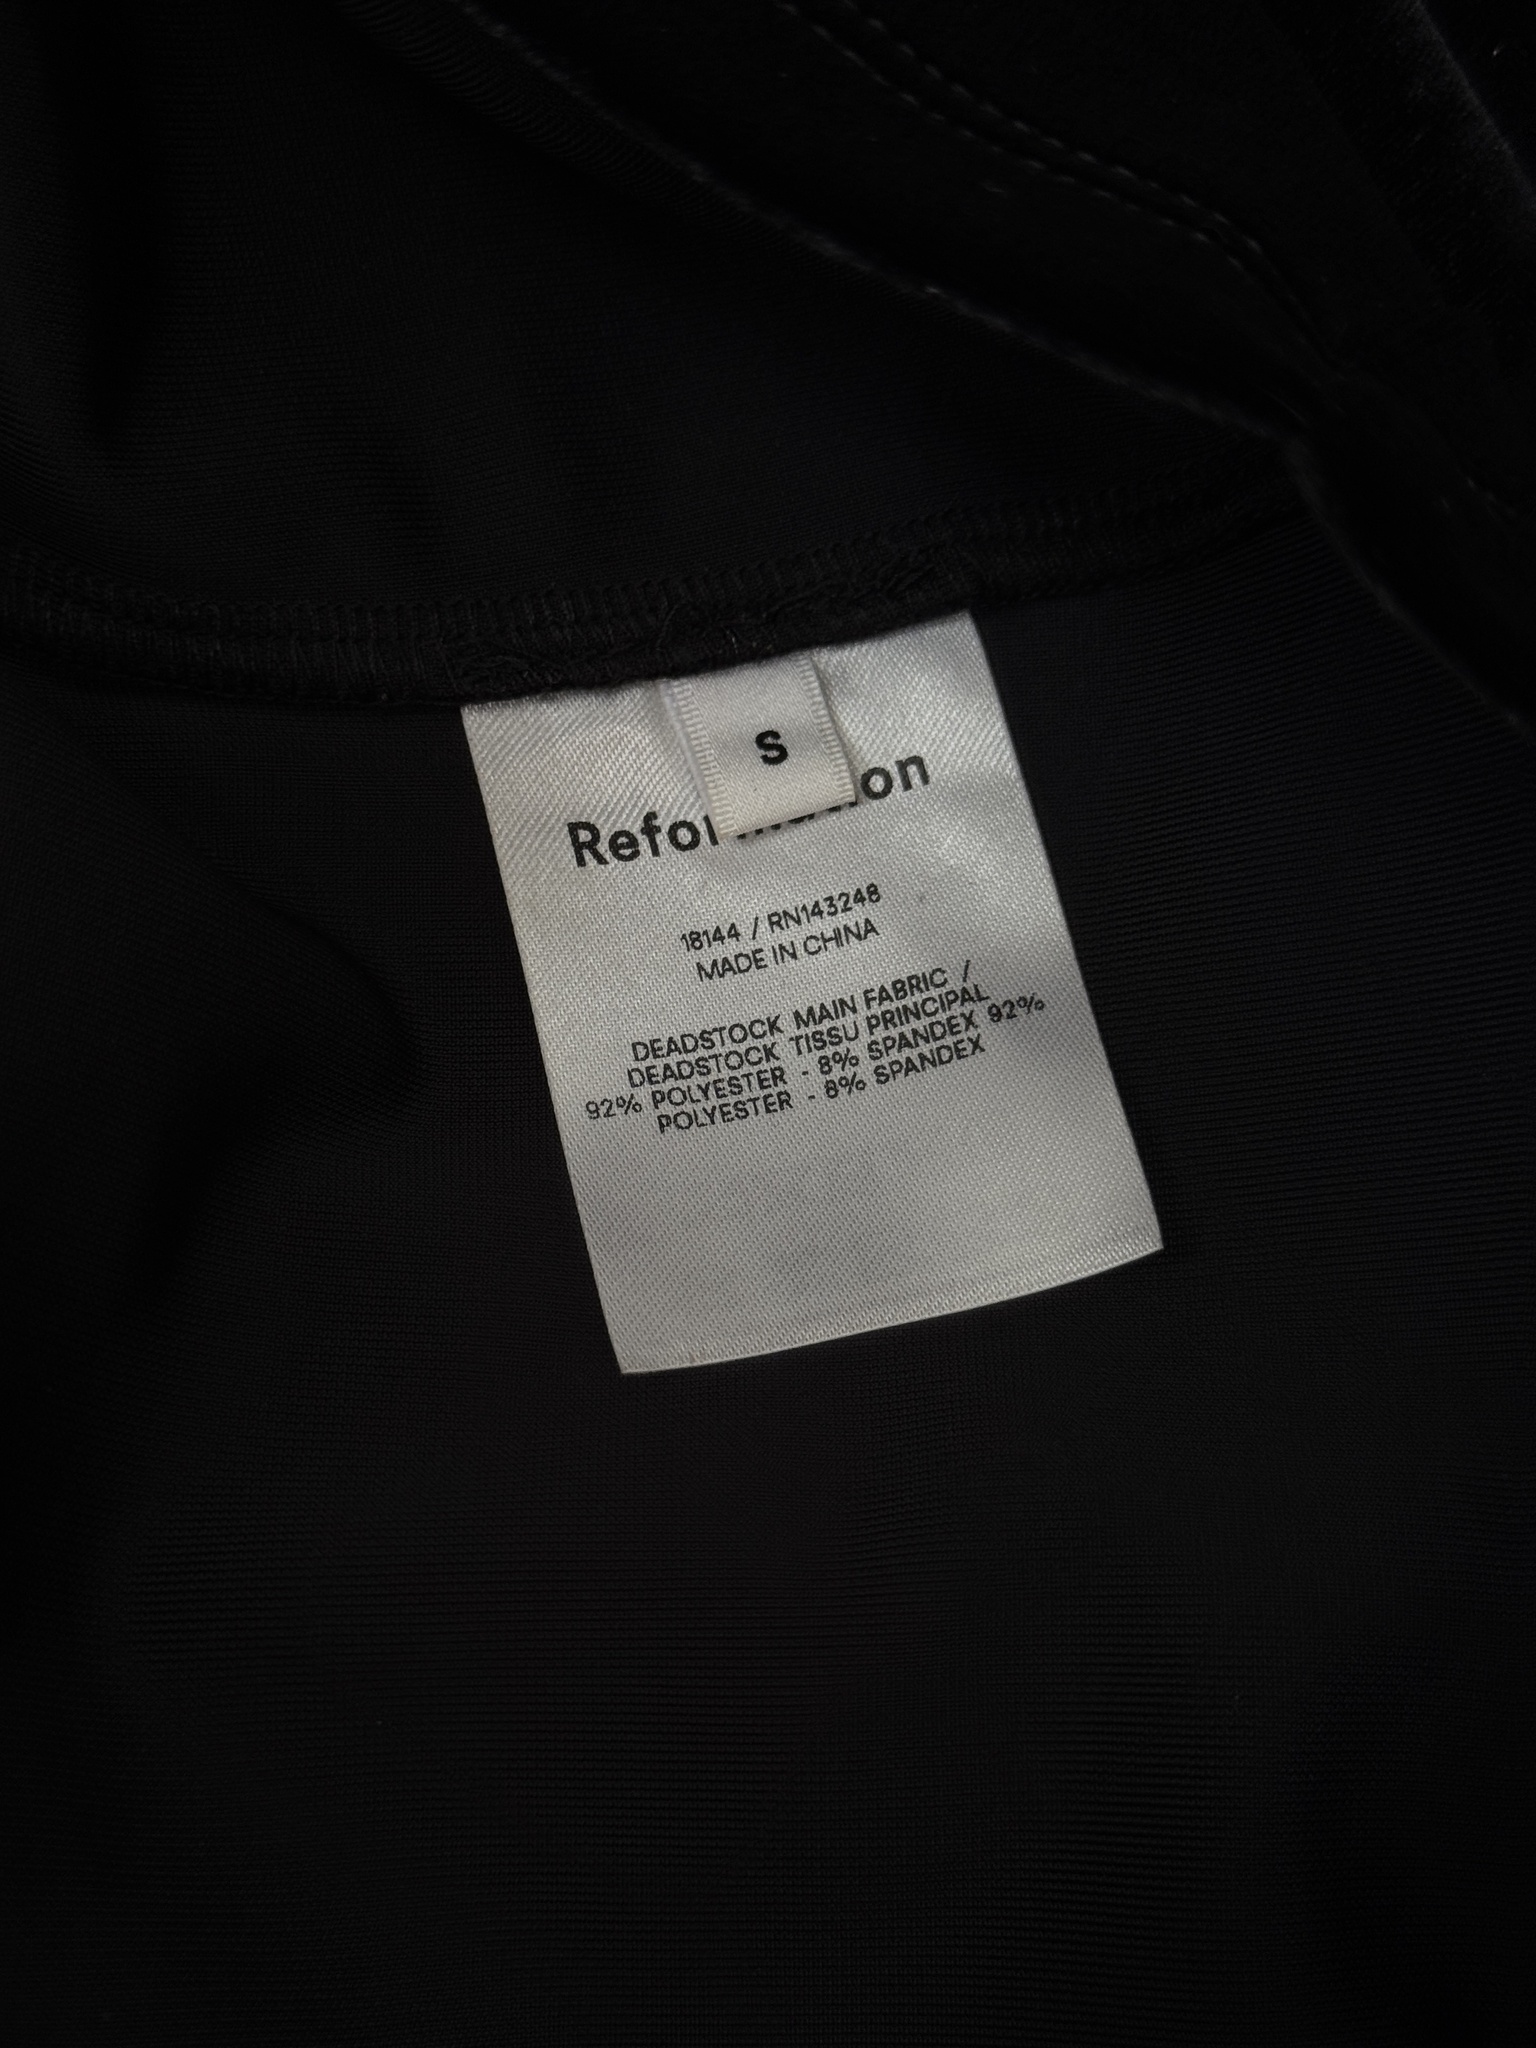 S
Reformation
18144 / RN143248
MADE IN CHINA
DEADSTOCK MAIN FABRIC /
DEADSTOCK TISSU PRINCIPAL
92% POLYESTER - 8% SPANDEX 92%
POLYESTER - 8% SPANDEX